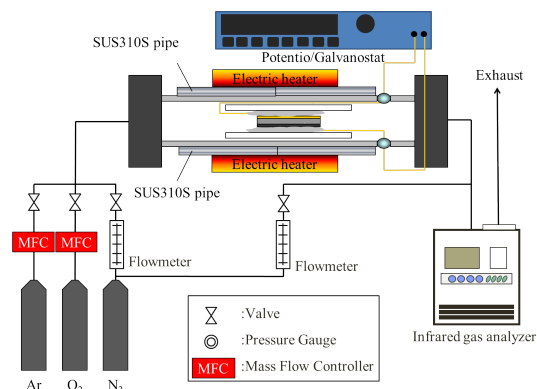 SUS310S pipe
Potentio/Galvanostat
Electric heater
Exhaust
Electric heater
SUS310S pipe
MFC
MFC
Flowmeter
Flowmeter
:Valve
:Pressure Gauge
MFC :Mass Flow Controller
Infrared gas analyzer
Ar O2 N2